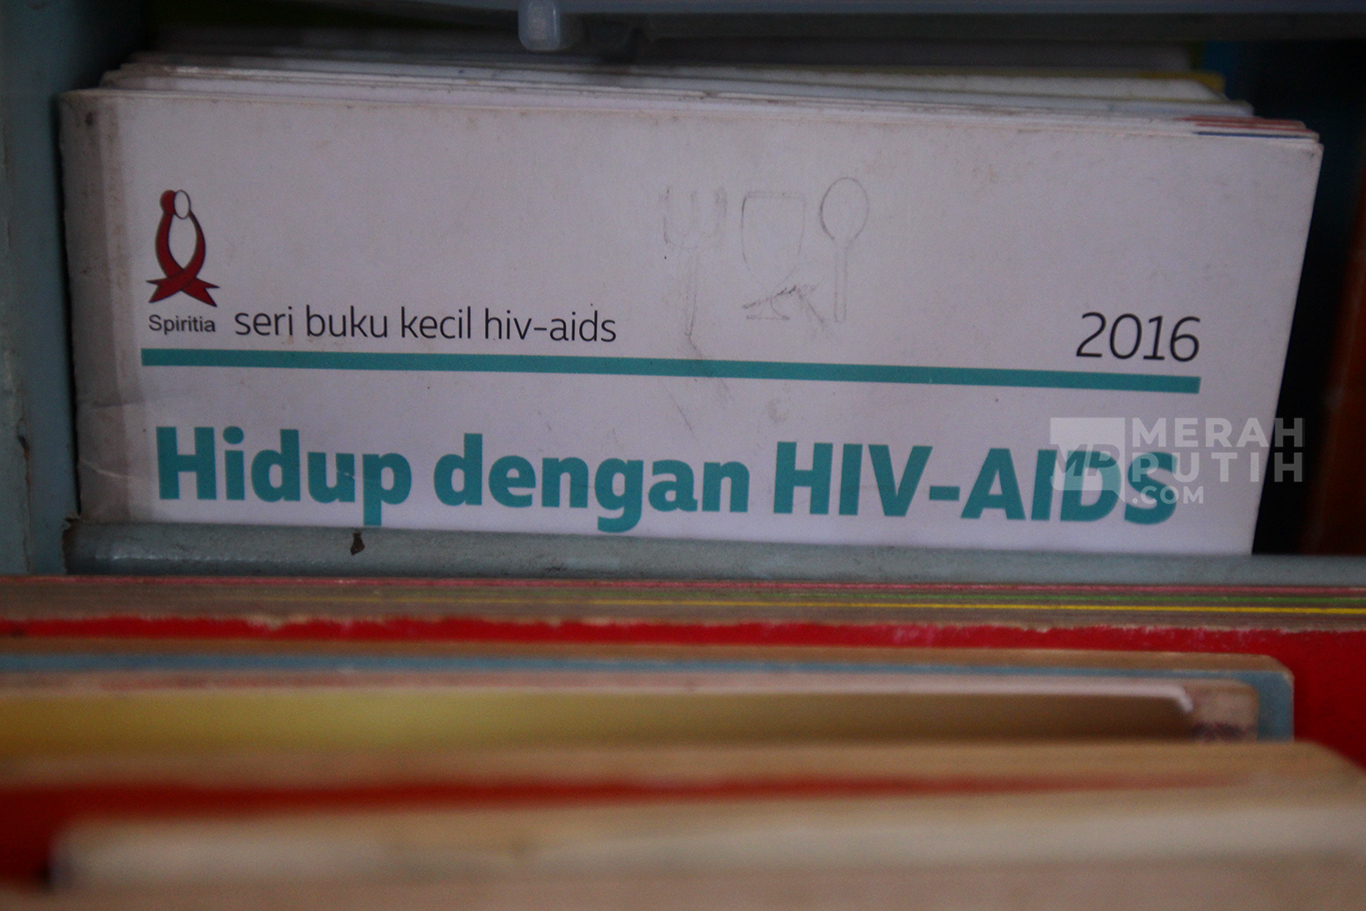 Spiritia seri buku kecil hiv-aids 2016
Hidup dengan HIV-AIDS
MERAH
PUTIH
.COM